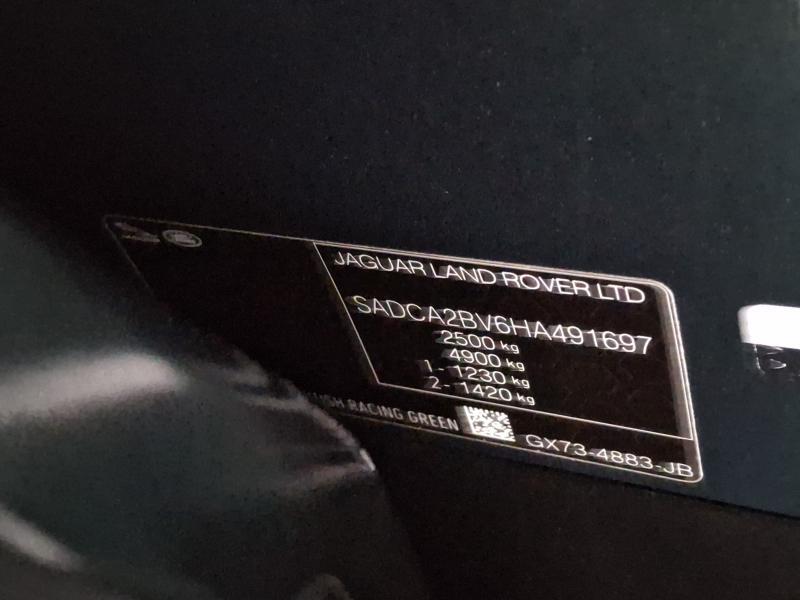 JAGUAR LAND ROVER LTD
SADCA2BV6HA491697
2500 kg
4900 kg
1- 1230 kg
2- 1420 kg
RACING GREEN
GX73-4883-JB